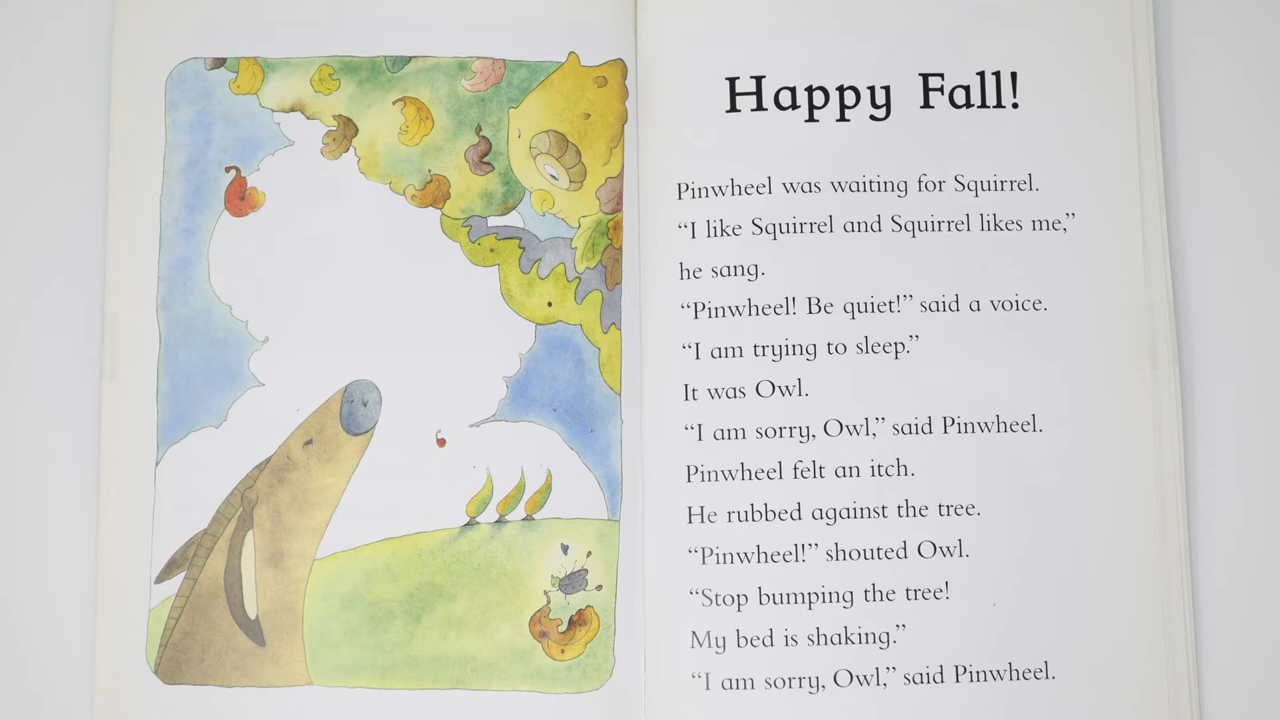 Happy Fall!
Pinwheel was waiting for Squirrel.
“I like Squirrel and Squirrel likes me,”
he sang.
“Pinwheel! Be quiet!” said a voice.
“I am trying to sleep.”
It was Owl.
“I am sorry, Owl,” said Pinwheel.
Pinwheel felt an itch.
He rubbed against the tree.
“Pinwheel!” shouted Owl.
“Stop bumping the tree!
My bed is shaking.”
“I am sorry, Owl,” said Pinwheel.